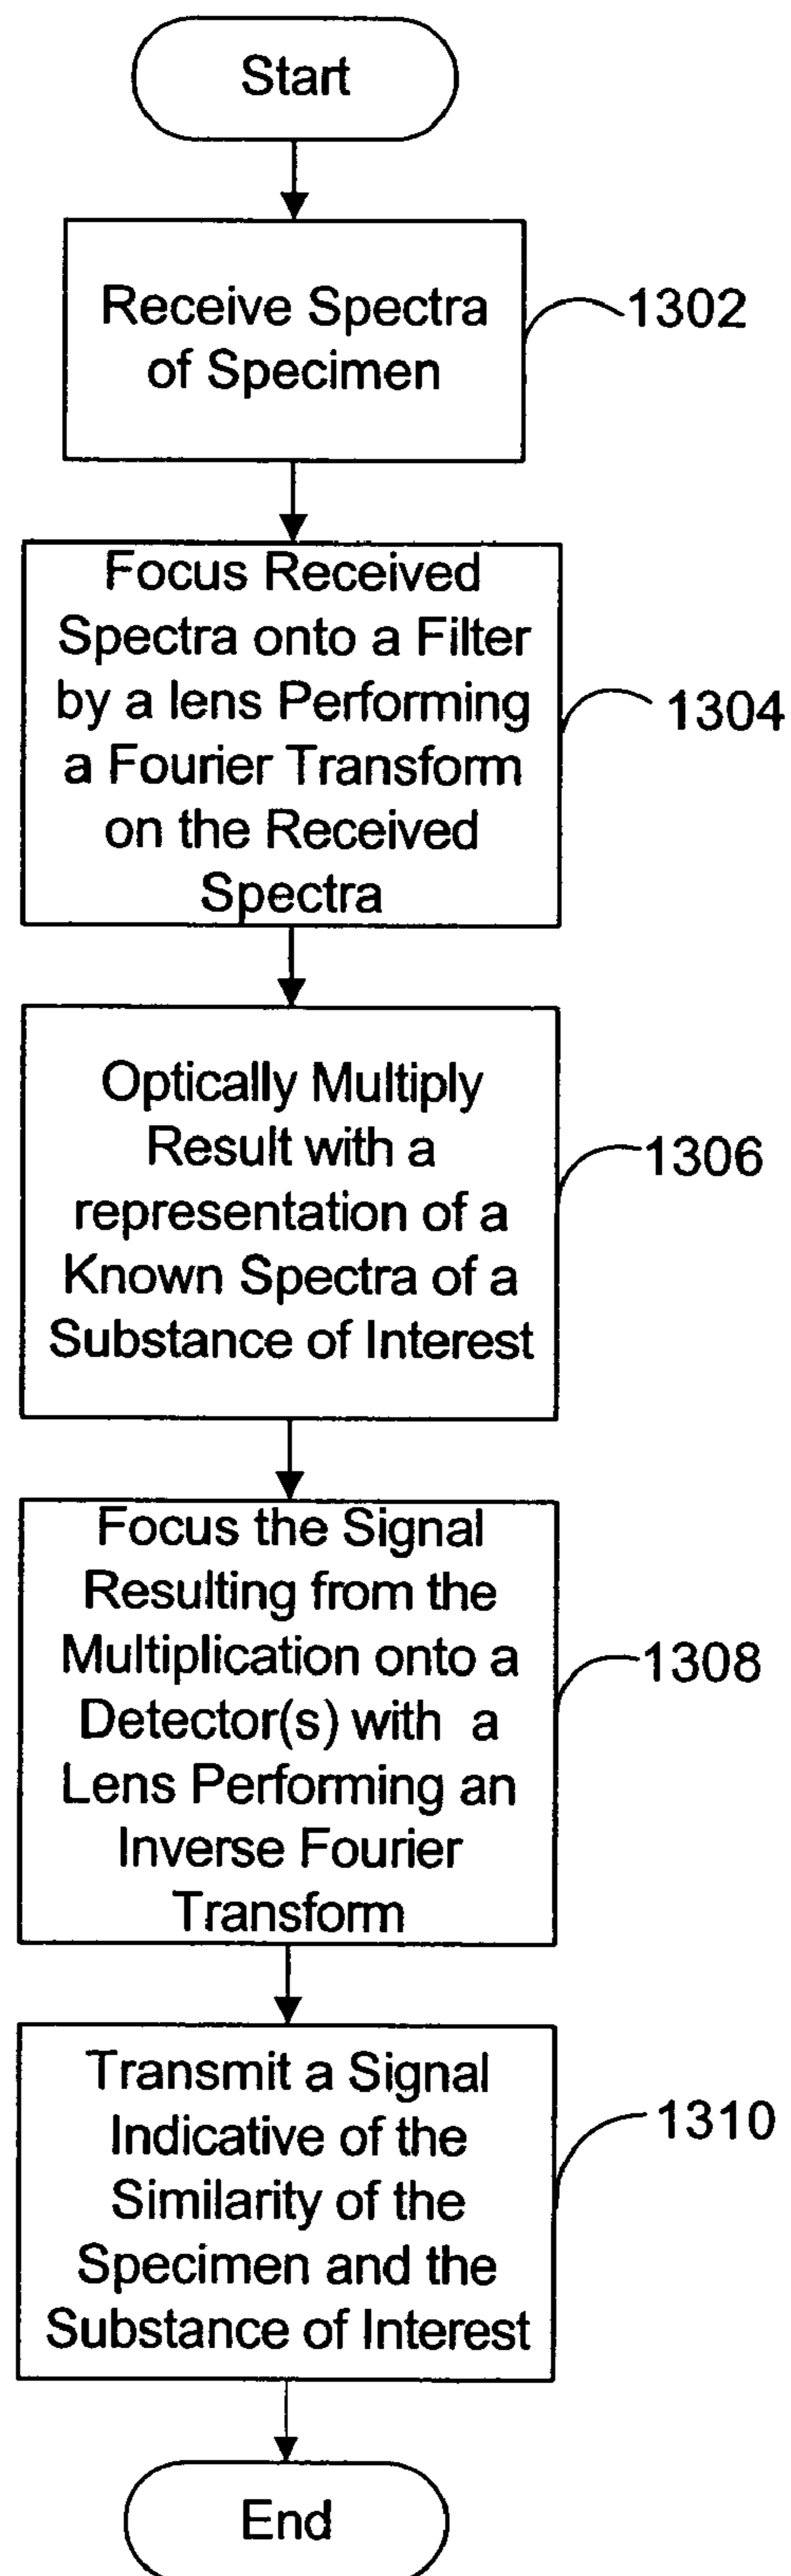 Start
Receive Spectra
of Specimen
1302
Focus Received
Spectra onto a Filter
by a lens Performing
a Fourier Transform
on the Received
Spectra
1304
Optically Multiply
Result with a
representation of a
Known Spectra of a
Substance of Interest
1306
Focus the Signal
Resulting from the
Multiplication onto a
Detector(s) with a
Lens Performing an
Inverse Fourier
Transform
1308
Transmit a Signal
Indicative of the
Similarity of the
Specimen and the
Substance of Interest
1310
End